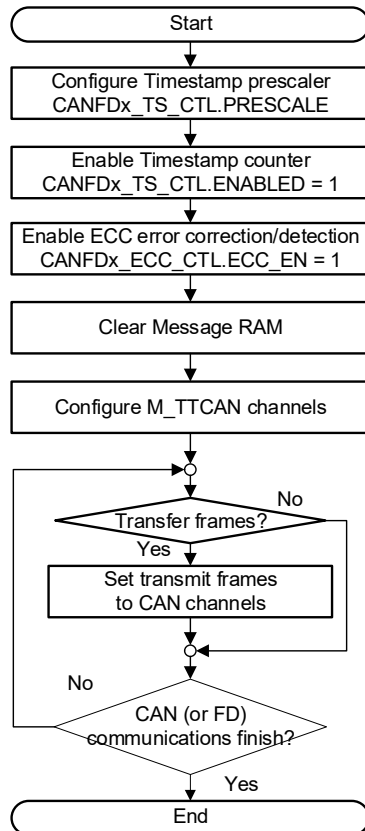 Start
Configure Timestamp prescaler
CANFDx_TS_CTL.PRESCALE
Enable Timestamp counter
CANFDx_TS_CTL.ENABLED = 1
Enable ECC error correction/detection
CANFDx_ECC_CTL.ECC_EN = 1
Clear Message RAM
Configure M_TTCAN channels
No
Transfer frames?
Yes
Set transmit frames
to CAN channels
No
CAN (or FD)
communications finish?
Yes
End